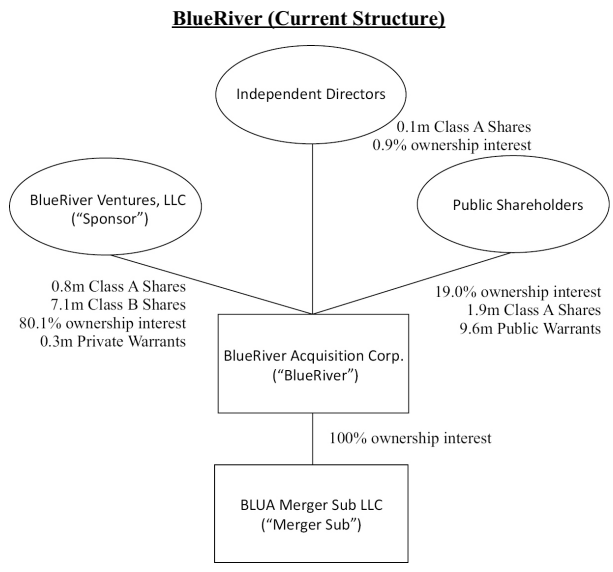 BlueRiver (Current Structure)
Independent Directors
0.1m Class A Shares
0.9% ownership interest
BlueRiver Ventures, LLC
(“Sponsor”)
Public Shareholders
0.8m Class A Shares
7.1m Class B Shares
80.1% ownership interest
0.3m Private Warrants
19.0% ownership interest
1.9m Class A Shares
9.6m Public Warrants
BlueRiver Acquisition Corp.
(“BlueRiver”)
100% ownership interest
BLUA Merger Sub LLC
(“Merger Sub”)